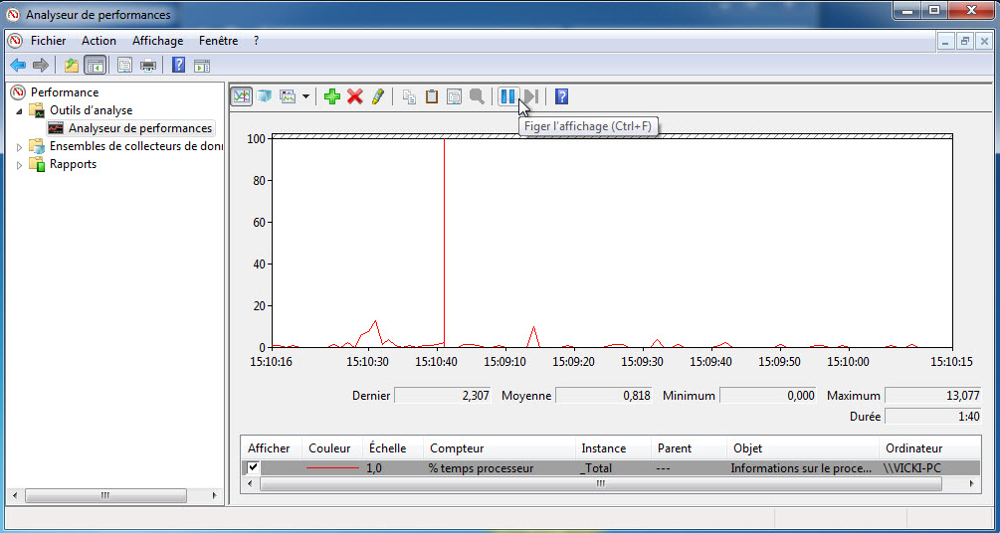 Analyseur de performances
Fichier Action Affichage Fenêtre ?
Performance
Outils d'analyse
Analyseur de performances
Ensembles de collecteurs de donn
Rapports
Figer l'affichage (Ctrl+F)
100
80
60
40
20
0
15:10:16 15:10:30 15:10:40 15:09:10 15:09:20 15:09:30 15:09:40 15:09:50 15:10:00 15:10:15
Dernier 2,307 Moyenne 0,818 Minimum 0,000 Maximum 13,077
Durée 1:40
Afficher Couleur Échelle Compteur Instance Parent Objet Ordinateur
1,0 % temps processeur _Total --- Informations sur le proce... \\VICKI-PC